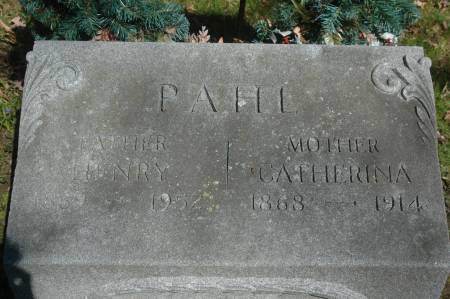 PAHL
FATHER MOTHER
HENRY CATHERINA
1952 1868 1914